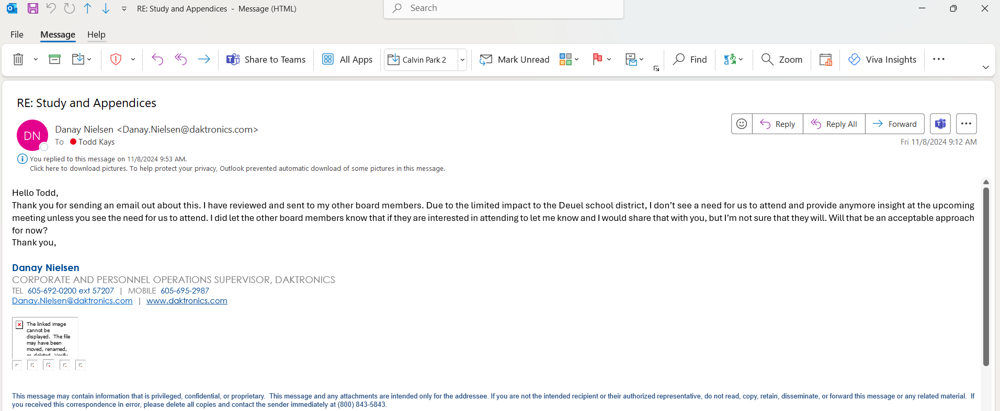 RE: Study and Appendices - Message (HTML)
Search
File Message Help
Share to Teams All Apps Calvin Park 2 Mark Unread Find Zoom Viva Insights
RE: Study and Appendices
DN
Danay Nielsen <Danay.Nielsen@daktronics.com>
To Todd Kays
Reply Reply All Forward
Fri 11/8/2024 9:12 AM
You replied to this message on 11/8/2024 9:53 AM.
Click here to download pictures. To help protect your privacy, Outlook prevented automatic download of some pictures in this message.
Hello Todd,
Thank you for sending an email out about this. I have reviewed and sent to my other board members. Due to the limited impact to the Deuel school district, I don’t see a need for us to attend and provide anymore insight at the upcoming
meeting unless you see the need for us to attend. I did let the other board members know that if they are interested in attending to let me know and I would share that with you, but I’m not sure that they will. Will that be an acceptable approach
for now?
Thank you,
Danay Nielsen
CORPORATE AND PERSONNEL OPERATIONS SUPERVISOR, DAKTRONICS
TEL 605-692-0200 ext 57207 | MOBILE 605-695-2987
Danay.Nielsen@daktronics.com | www.daktronics.com
The linked image
cannot be
displayed. The file
may have been
moved, renamed,
or deleted. Verify
This message may contain information that is privileged, confidential, or proprietary. This message and any attachments are intended only for the addressee. If you are not the intended recipient or their authorized representative, do not read, copy, retain, disseminate, or forward this message or any related material. If
you received this correspondence in error, please delete all copies and contact the sender immediately at (800) 843-5843.